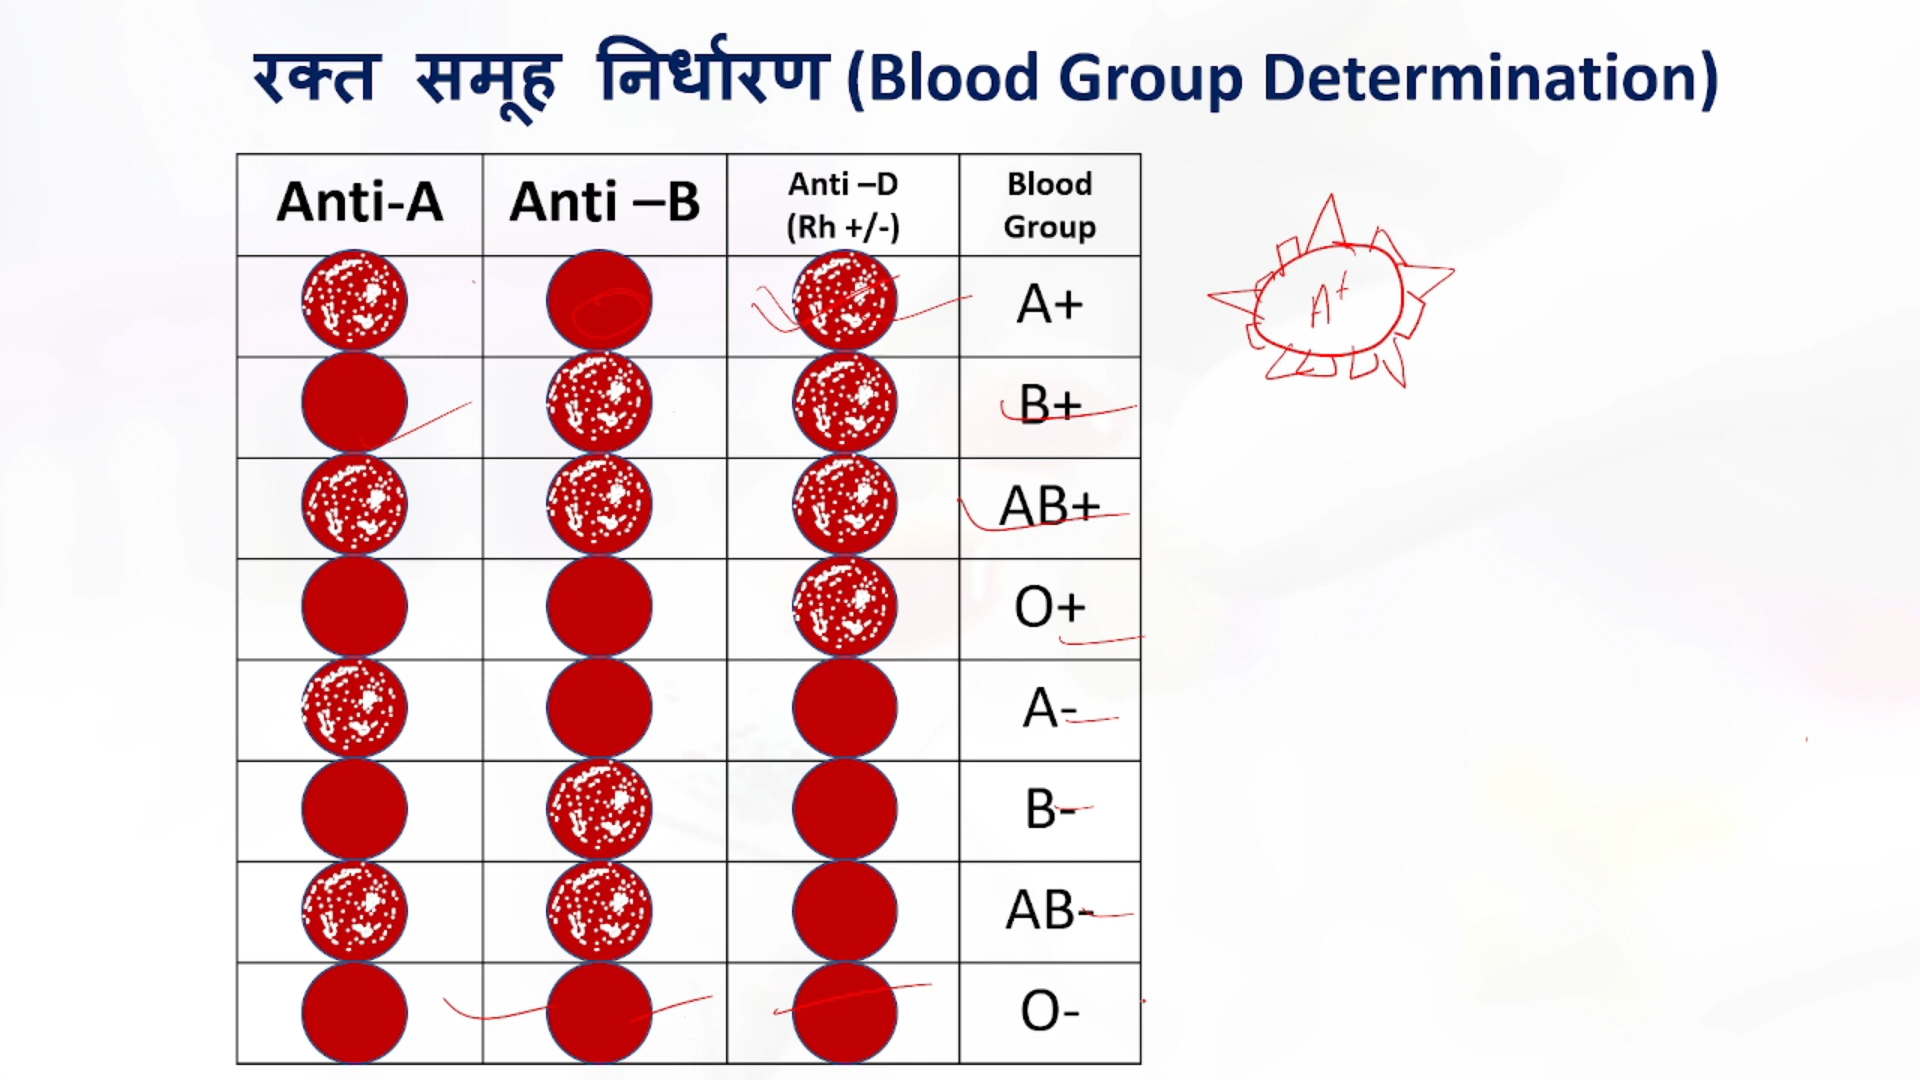 रक्त समूह निर्धारण (Blood Group Determination)
Anti-A
Anti –B
Anti –D
(Rh +/-)
Blood
Group
A+
A+
B+
AB+
O+
A-
B-
AB-
O-